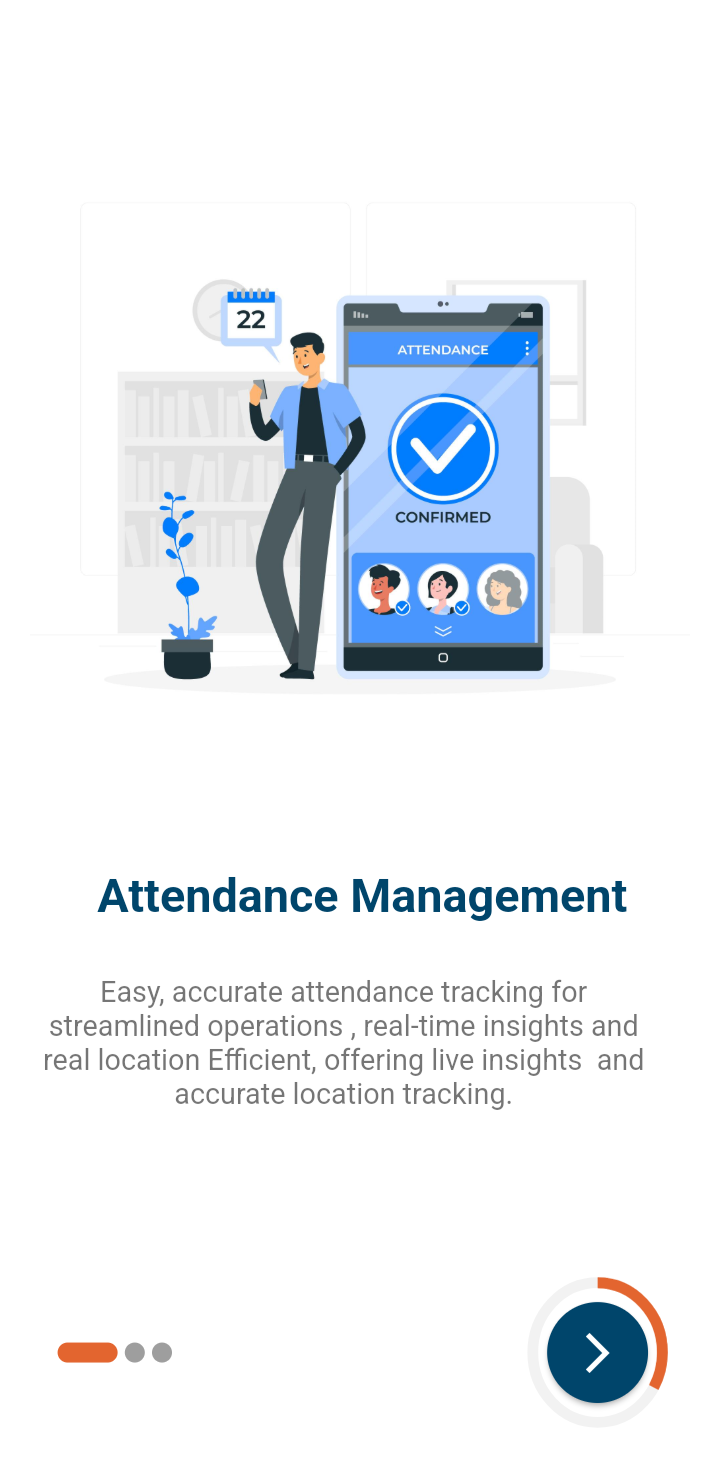 22
ATTENDANCE
CONFIRMED
Attendance Management
Easy, accurate attendance tracking for
streamlined operations , real-time insights and
real location Efficient, offering live insights  and
accurate location tracking.